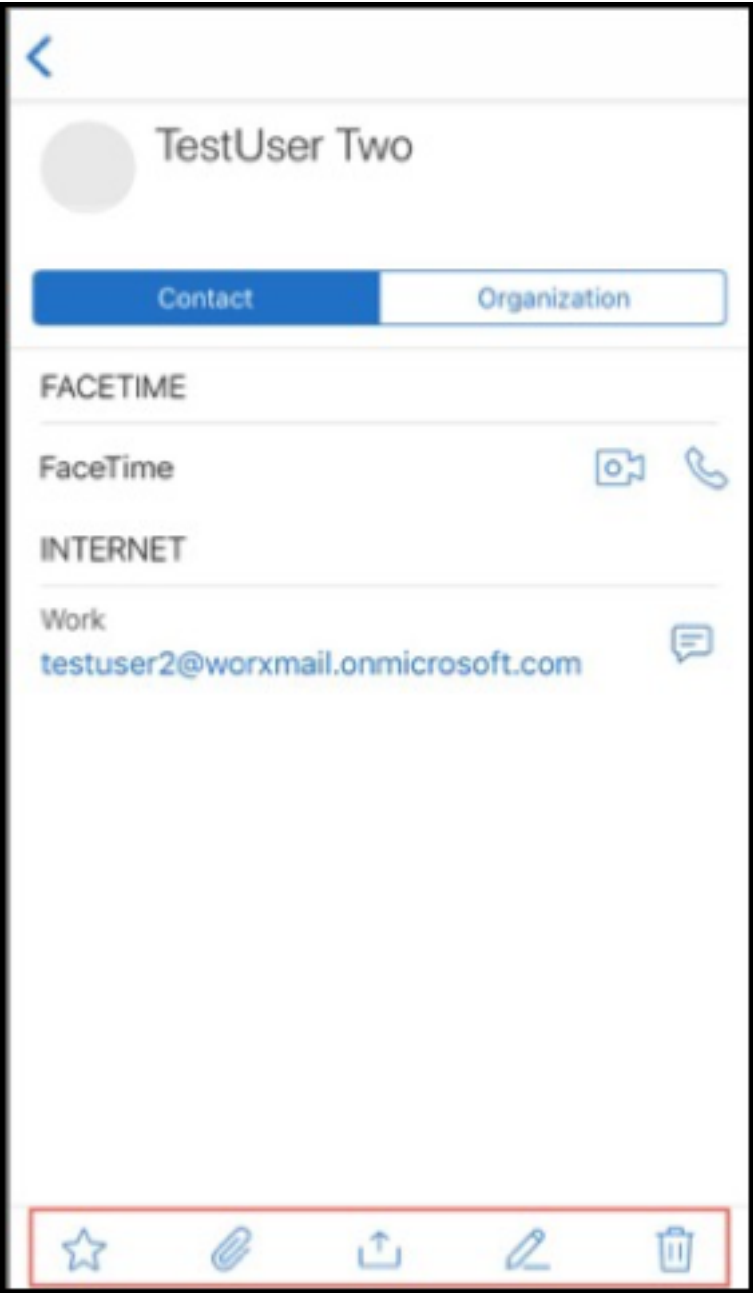 TestUser Two
Contact Organization
FACETIME
FaceTime
INTERNET
Work
testuser2@worxmail.onmicrosoft.com